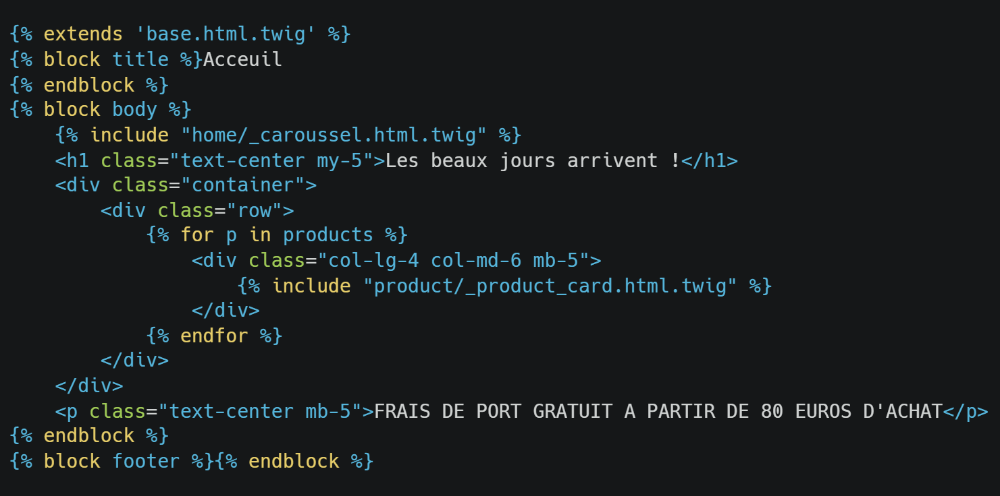 {% extends 'base.html.twig' %}
{% block title %}Acceuil
{% endblock %}
{% block body %}
    {% include "home/_caroussel.html.twig" %}
    <h1 class="text-center my-5">Les beaux jours arrivent !</h1>
    <div class="container">
        <div class="row">
            {% for p in products %}
                <div class="col-lg-4 col-md-6 mb-5">
                    {% include "product/_product_card.html.twig" %}
                </div>
            {% endfor %}
        </div>
    </div>
    <p class="text-center mb-5">FRAIS DE PORT GRATUIT A PARTIR DE 80 EUROS D'ACHAT</p>
{% endblock %}
{% block footer %}{% endblock %}